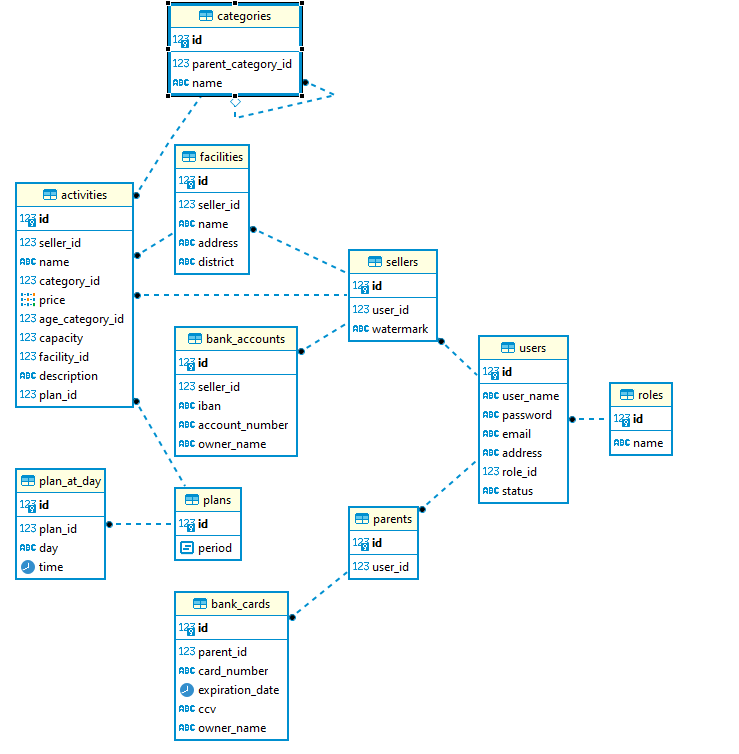 categories
123 id
123 parent_category_id
ABC name
facilities
123 id
123 seller_id
ABC name
ABC address
ABC district
activities
123 id
123 seller_id
ABC name
123 category_id
price
123 age_category_id
123 capacity
123 facility_id
ABC description
123 plan_id
sellers
123 id
123 user_id
ABC watermark
bank_accounts
123 id
123 seller_id
ABC iban
ABC account_number
ABC owner_name
users
123 id
ABC user_name
ABC password
ABC email
ABC address
123 role_id
ABC status
roles
123 id
ABC name
plan_at_day
123 id
123 plan_id
ABC day
time
plans
123 id
period
parents
123 id
123 user_id
bank_cards
123 id
123 parent_id
ABC card_number
expiration_date
ABC ccv
ABC owner_name